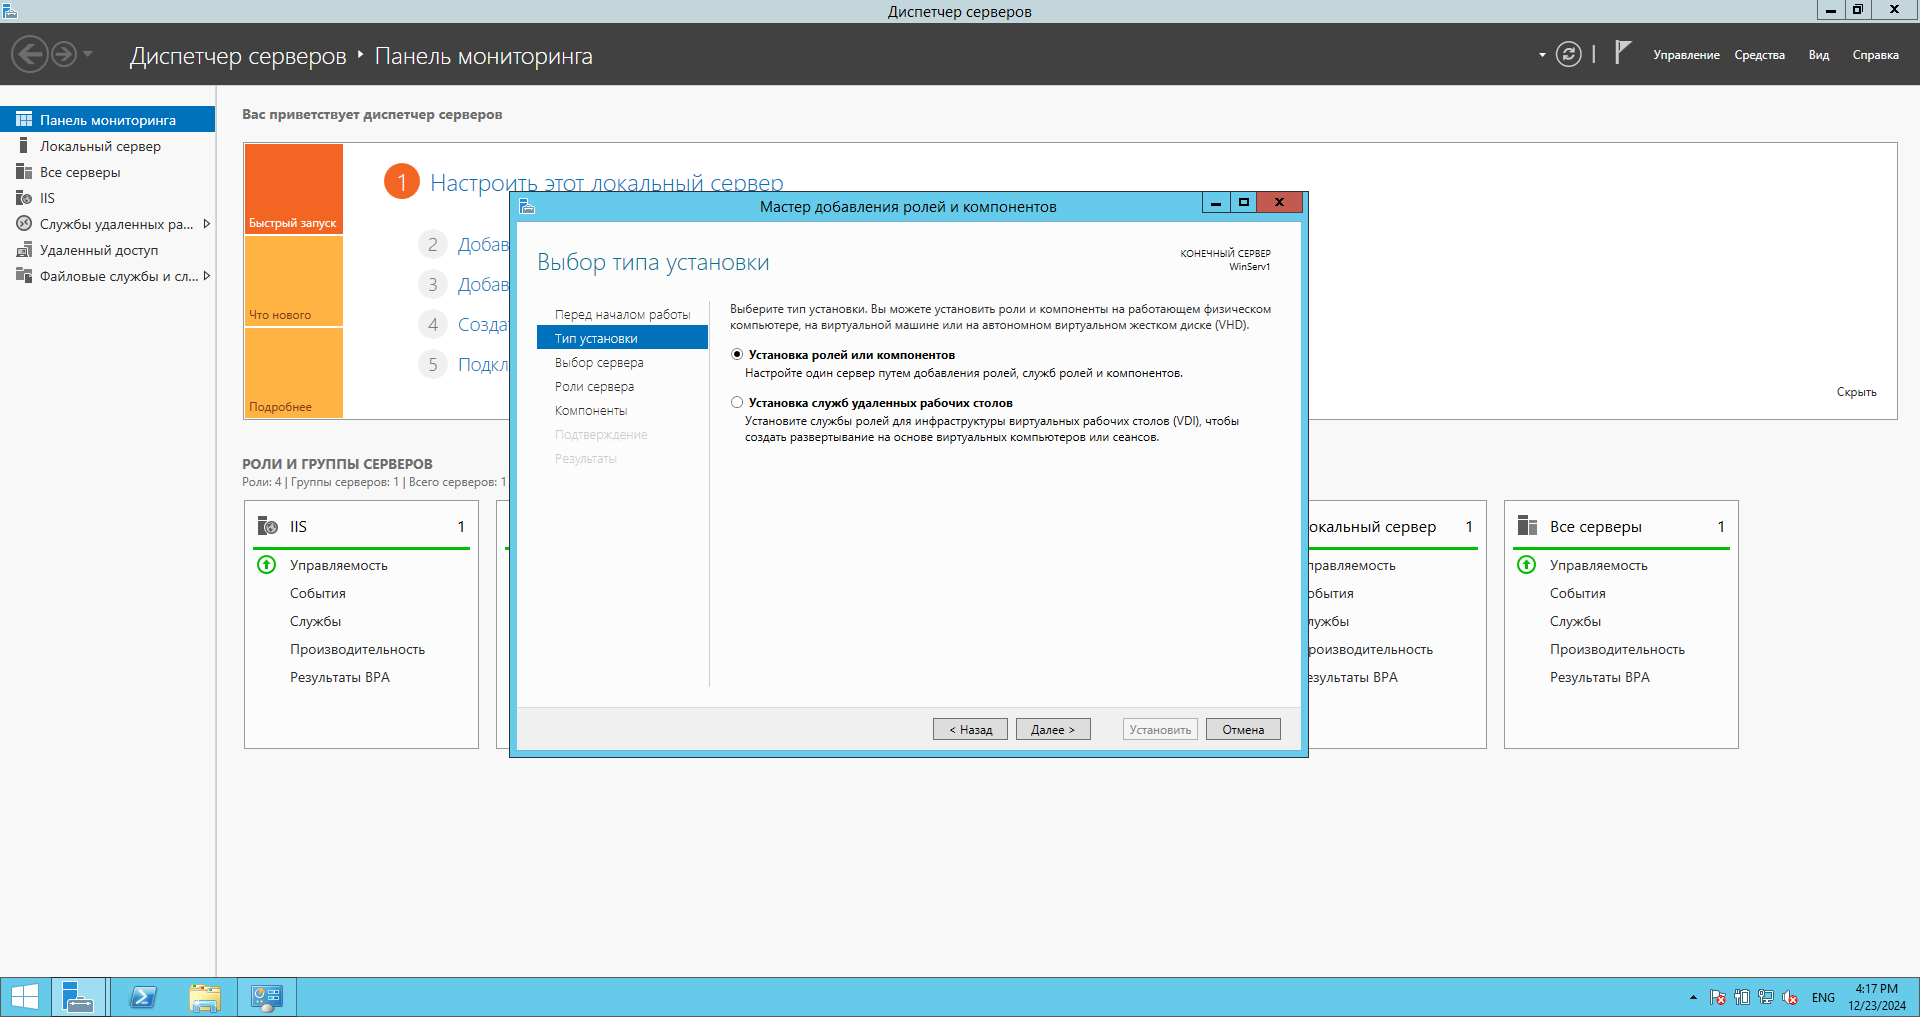 Диспетчер серверов
Диспетчер серверов
Панель мониторинга
Управление
Средства
Вид
Справка
Панель мониторинга
Локальный сервер
Все серверы
IIS
Службы удаленных ра...
Удаленный доступ
Файловые службы и сл...
Вас приветствует диспетчер серверов
Быстрый запуск
Что нового
Подробнее
1 Настроить этот локальный сервер
2 Добав
3 Добав
4 Созда
5 Подкл
Скрыть
РОЛИ И ГРУППЫ СЕРВЕРОВ
Роли: 4 | Группы серверов: 1 | Всего серверов: 1
IIS 1
Управляемость
События
Службы
Производительность
Результаты BPA
окальный сервер 1
правляемость
обытия
лужбы
роизводительность
езультаты BPA
Все серверы 1
Управляемость
События
Службы
Производительность
Результаты BPA
Мастер добавления ролей и компонентов
Выбор типа установки
КОНЕЧНЫЙ СЕРВЕР
WinServ1
Перед началом работы
Тип установки
Выбор сервера
Роли сервера
Компоненты
Подтверждение
Результаты
Выберите тип установки. Вы можете установить роли и компоненты на работающем физическом
компьютере, на виртуальной машине или на автономном виртуальном жестком диске (VHD).
Установка ролей или компонентов
Настройте один сервер путем добавления ролей, служб ролей и компонентов.
Установка служб удаленных рабочих столов
Установите службы ролей для инфраструктуры виртуальных рабочих столов (VDI), чтобы
создать развертывание на основе виртуальных компьютеров или сеансов.
< Назад
Далее >
Установить
Отмена
ENG
4:17 PM
12/23/2024